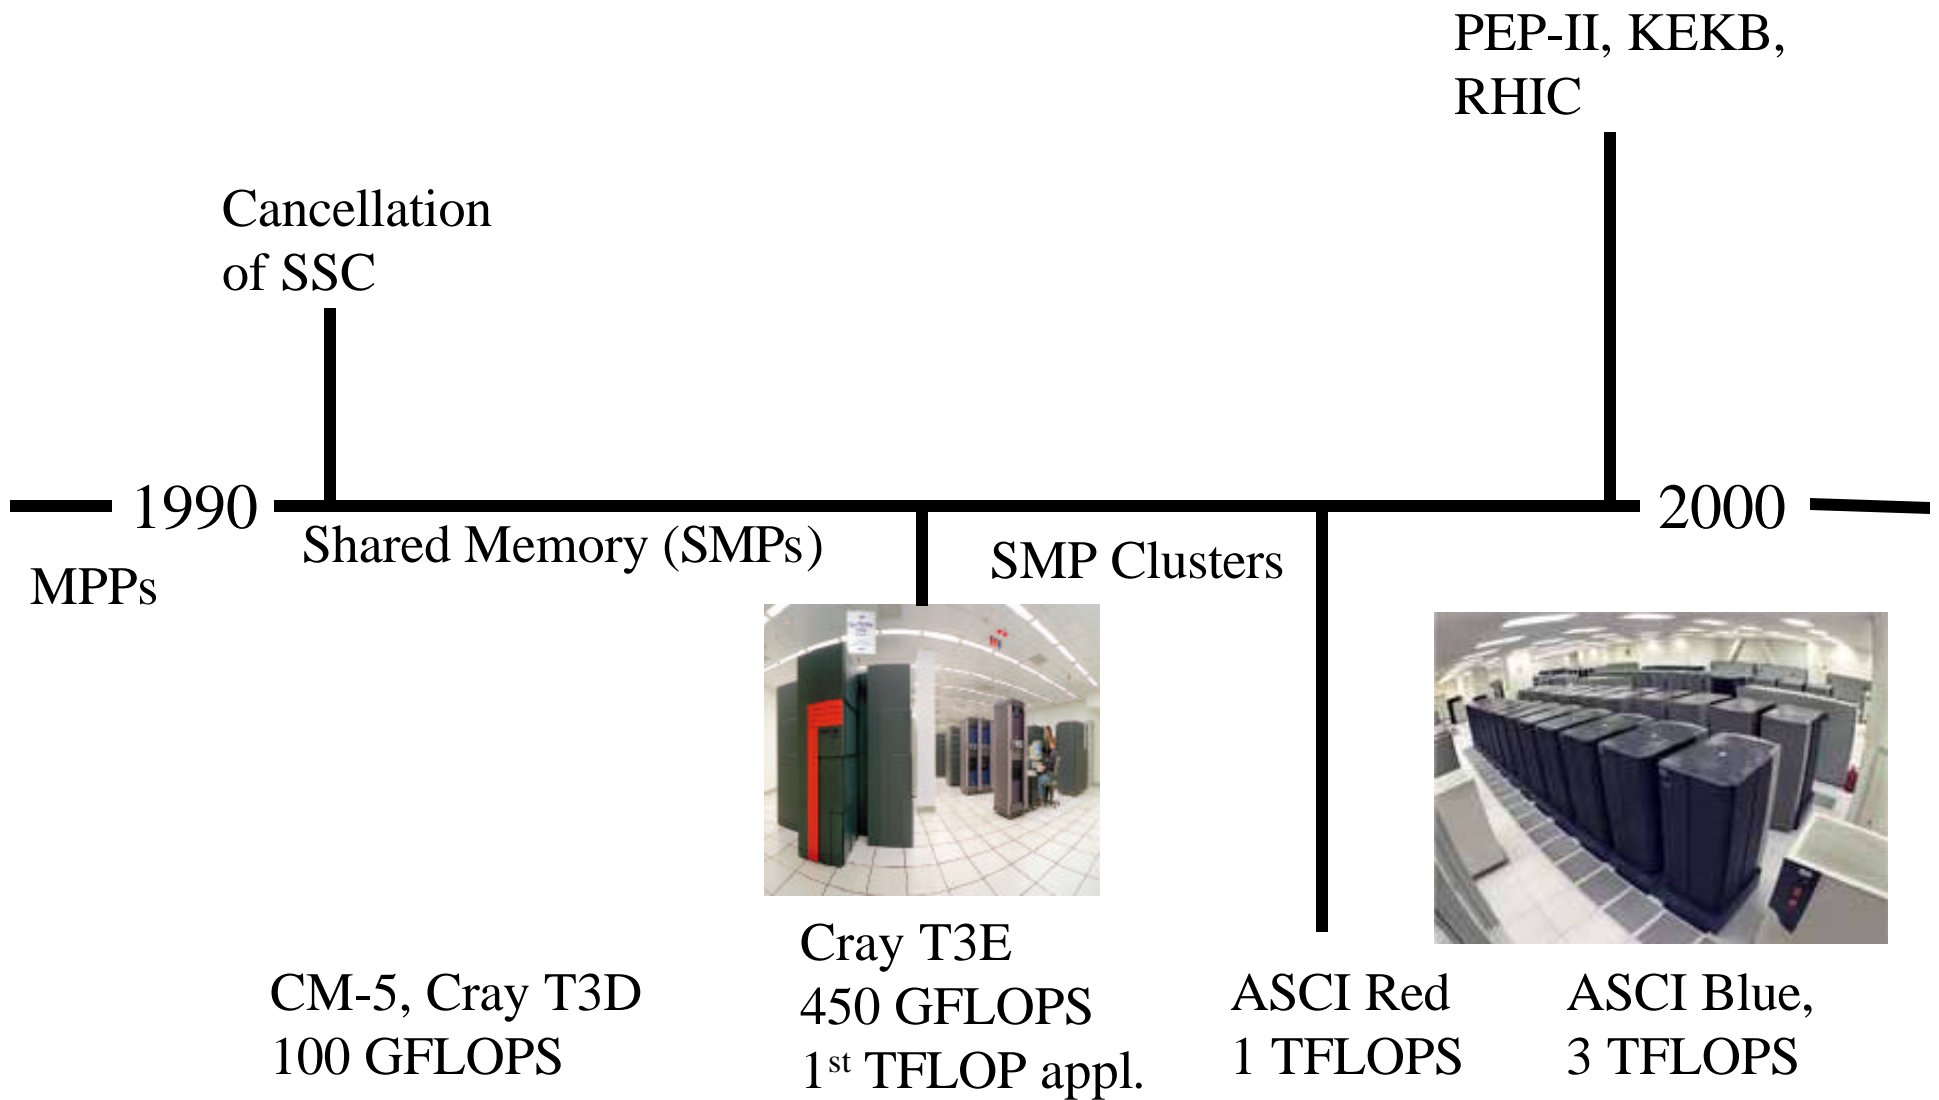 PEP-II, KEKB,
RHIC
Cancellation
of SSC
1990
2000
Shared Memory (SMPs)
SMP Clusters
MPPs
CM-5, Cray T3D
100 GFLOPS
Cray T3E
450 GFLOPS
1st TFLOP appl.
ASCI Red
1 TFLOPS
ASCI Blue,
3 TFLOPS